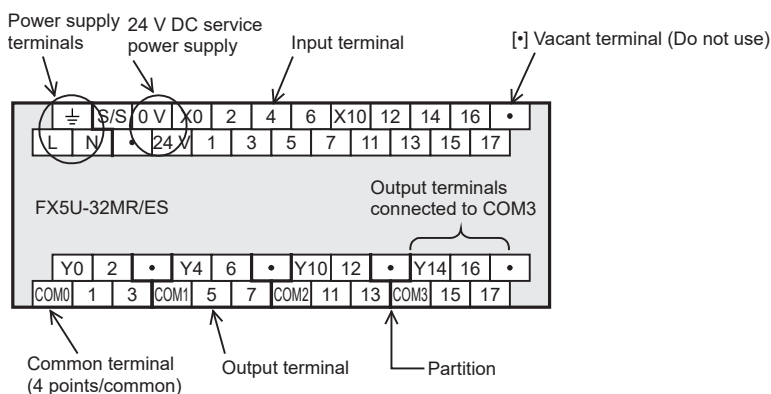 Power supply
terminals
24 V DC service
power supply
Input terminal
[•] Vacant terminal (Do not use)
⏚ S/S 0 V X0 2 4 6 X10 12 14 16 •
L N • 24 V 1 3 5 7 11 13 15 17
FX5U-32MR/ES
Output terminals
connected to COM3
Y0 2 • Y4 6 • Y10 12 • Y14 16 •
COM0 1 3 COM1 5 7 COM2 11 13 COM3 15 17
Common terminal
(4 points/common)
Output terminal
Partition